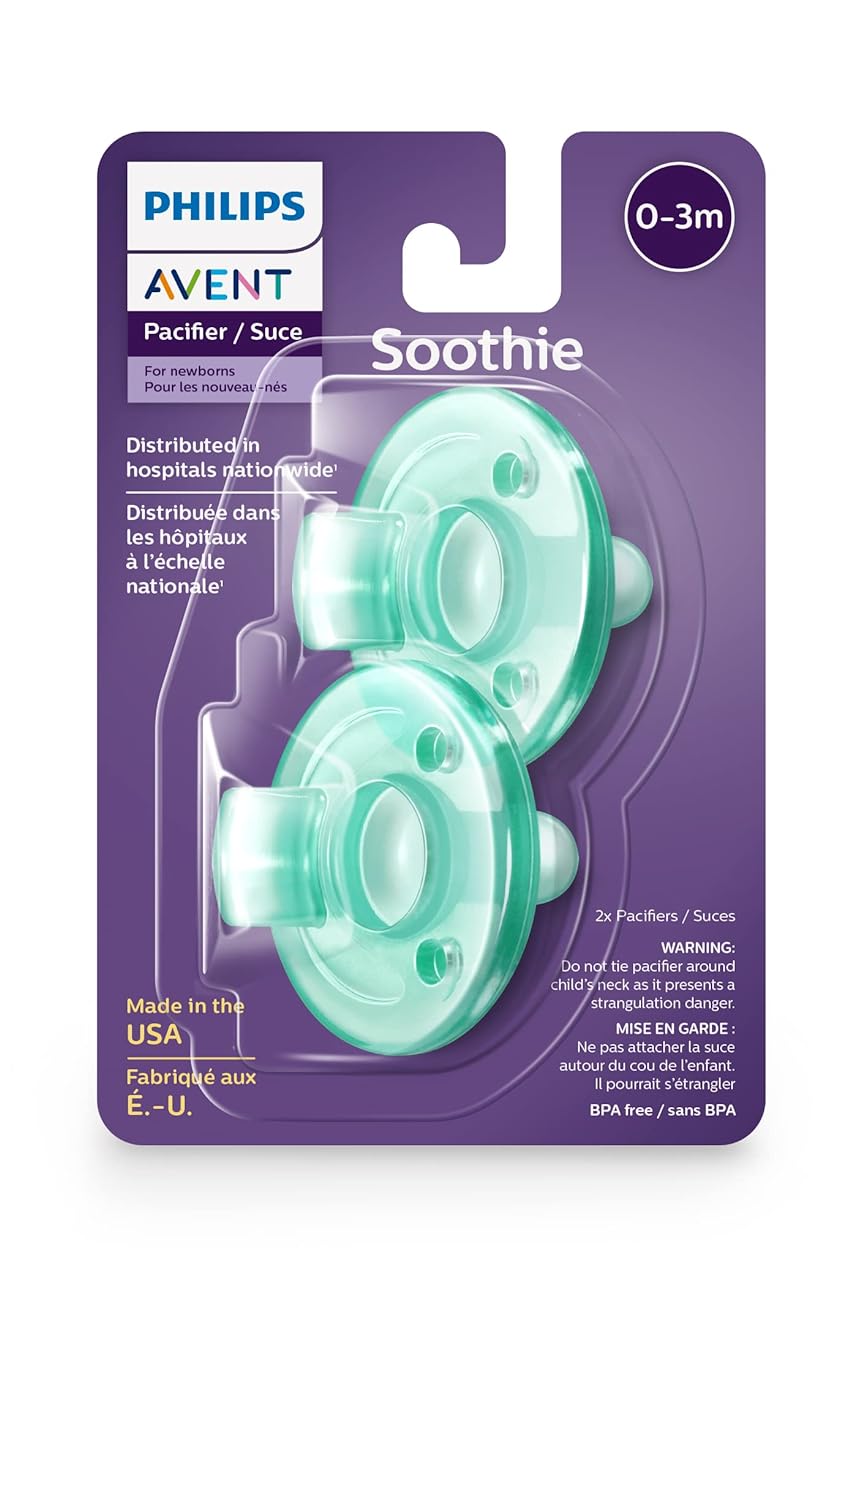 PHILIPS
AVENT
Pacifier / Suce
For newborns
Pour les nouveau-nés
0-3m
Soothie
Distributed in
hospitals nationwide¹
Distribuée dans
les hôpitaux
à l'échelle
nationale¹
2x Pacifiers / Suces
WARNING:
Do not tie pacifier around
child's neck as it presents a
strangulation danger.
MISE EN GARDE :
Ne pas attacher la suce
autour du cou de l'enfant.
Il pourrait s'étrangler
BPA free / sans BPA
Made in the
USA
Fabriqué aux
É.-U.